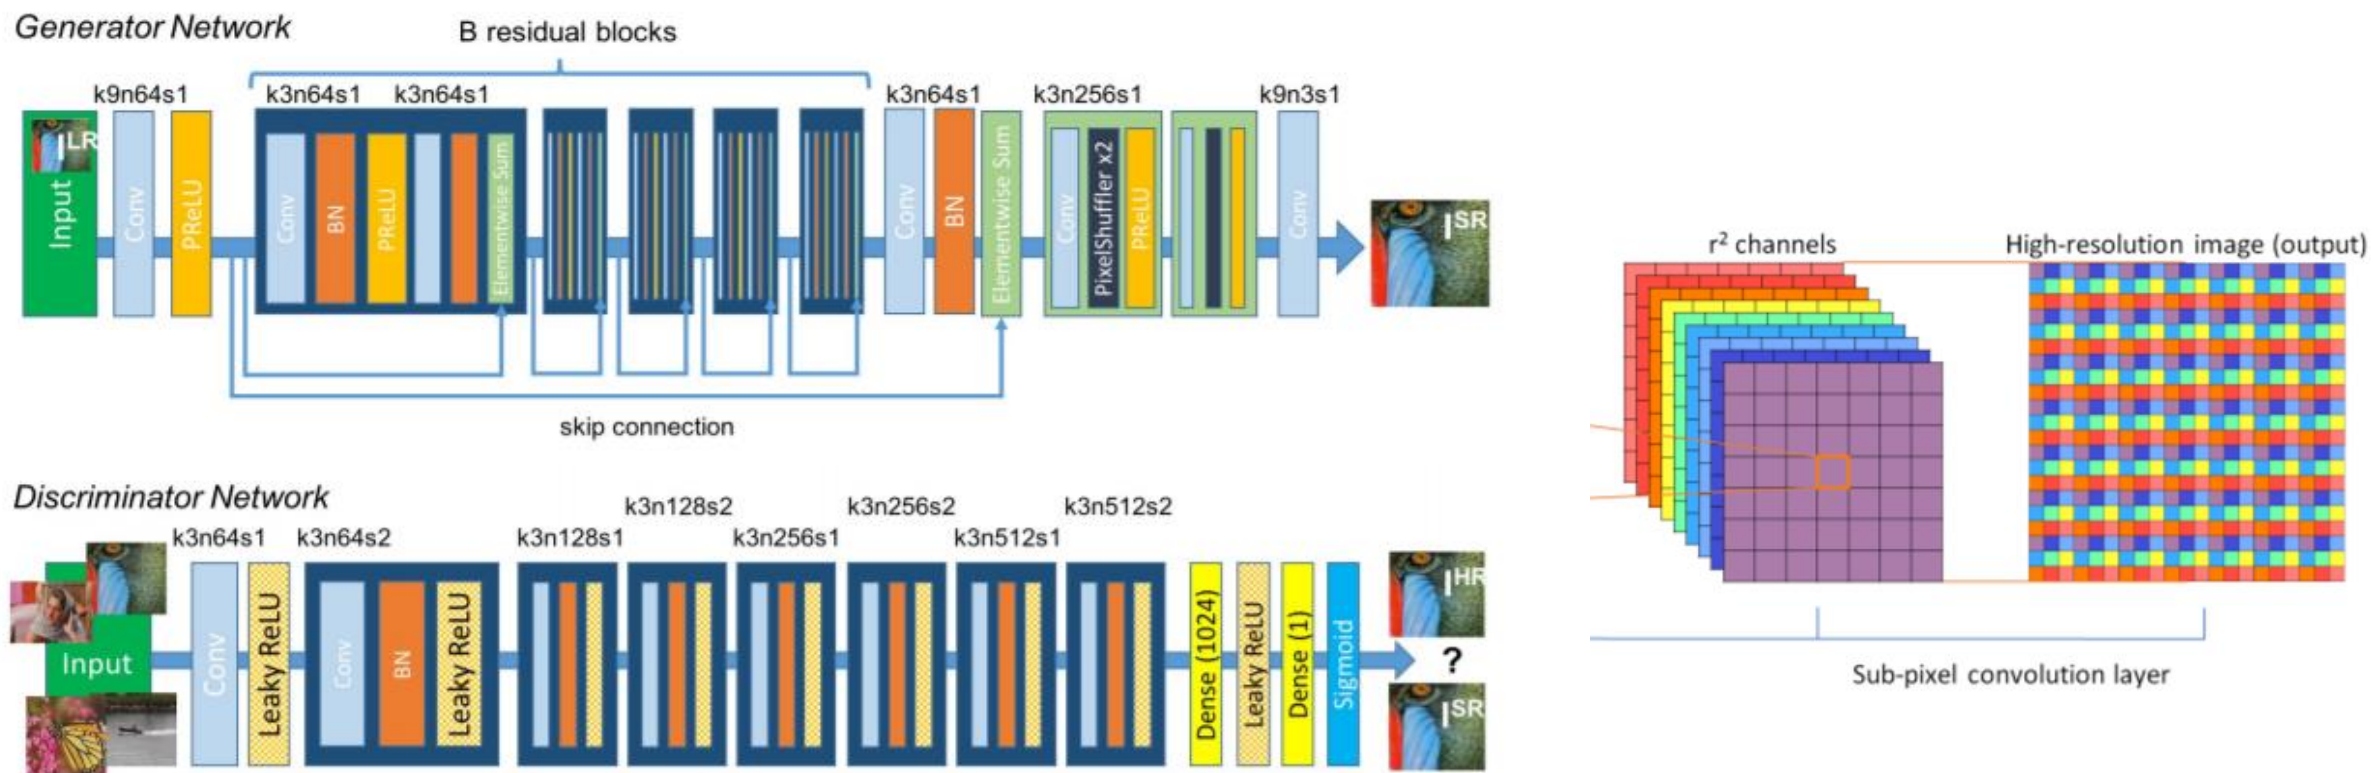 Generator Network
B residual blocks
k9n64s1
k3n64s1
k3n64s1
k3n64s1
k3n256s1
k9n3s1
I^LR
Input
Conv
PReLU
Conv
BN
PReLU
Elementwise Sum
Conv
BN
Elementwise Sum
Conv
PixelShuffler x2
PReLU
Conv
I^SR
skip connection
Discriminator Network
k3n64s1
k3n64s2
k3n128s1
k3n128s2
k3n256s1
k3n256s2
k3n512s1
k3n512s2
Input
Conv
Leaky ReLU
Conv
BN
Leaky ReLU
Dense (1024)
Leaky ReLU
Dense (1)
Sigmoid
I^HR
?
I^SR
r² channels
High-resolution image (output)
Sub-pixel convolution layer